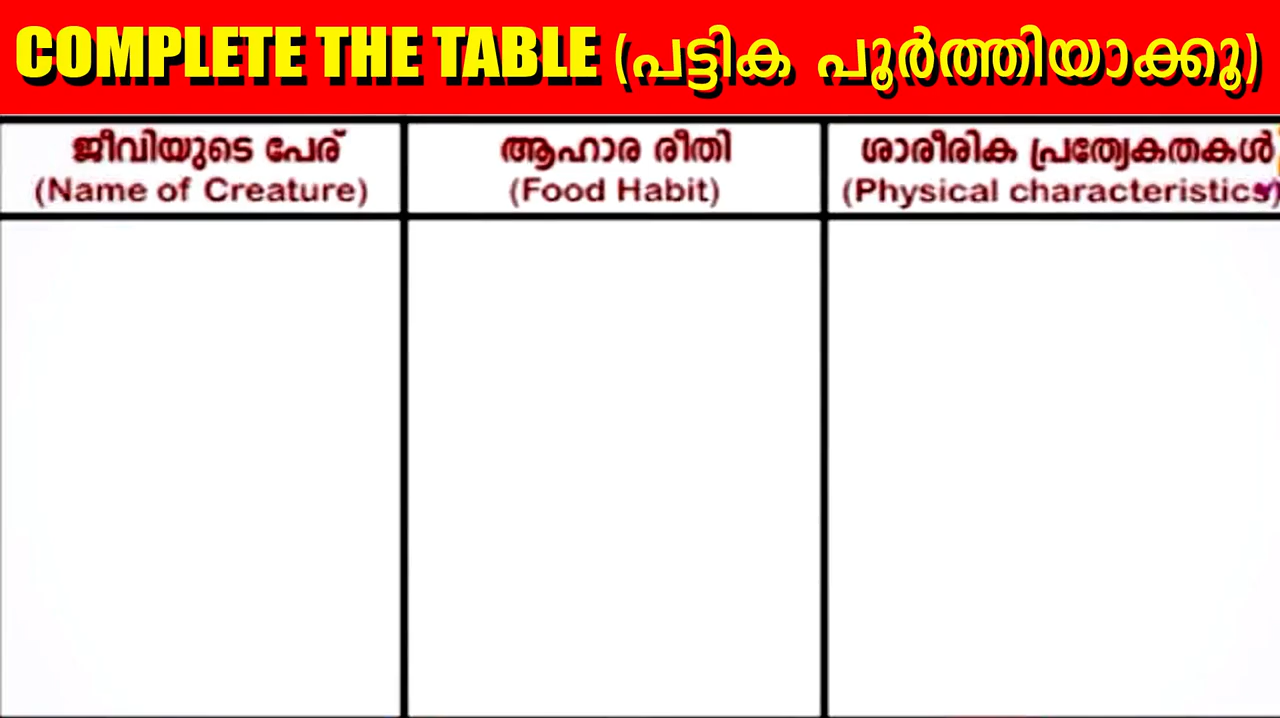 COMPLETE THE TABLE (പട്ടിക പൂർത്തിയാക്കൂ)
ജീവിയുടെ പേര്
(Name of Creature)
ആഹാര രീതി
(Food Habit)
ശാരീരിക പ്രത്യേകതകൾ
(Physical characteristics)